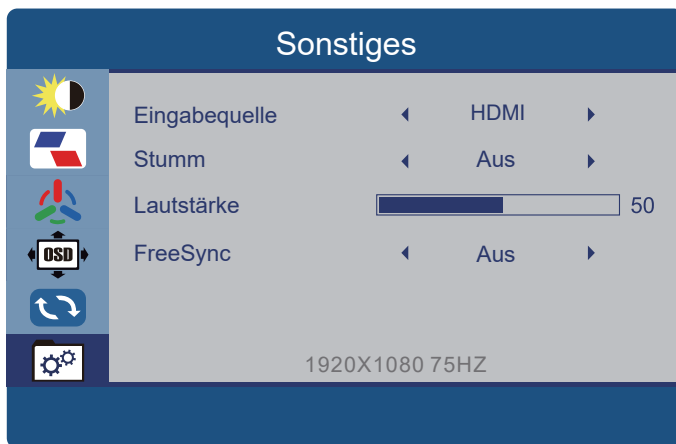 Sonstiges
Eingabequelle HDMI
Stumm Aus
Lautstärke 50
OSD
FreeSync Aus
1920X1080 75HZ